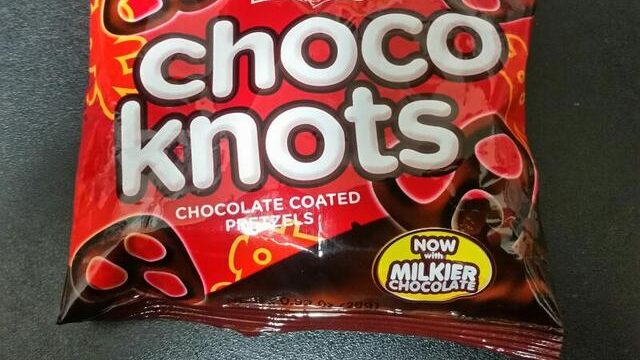 choco
knots
CHOCOLATE COATED
PRETZELS
NOW
with
MILKIER
CHOCOLATE